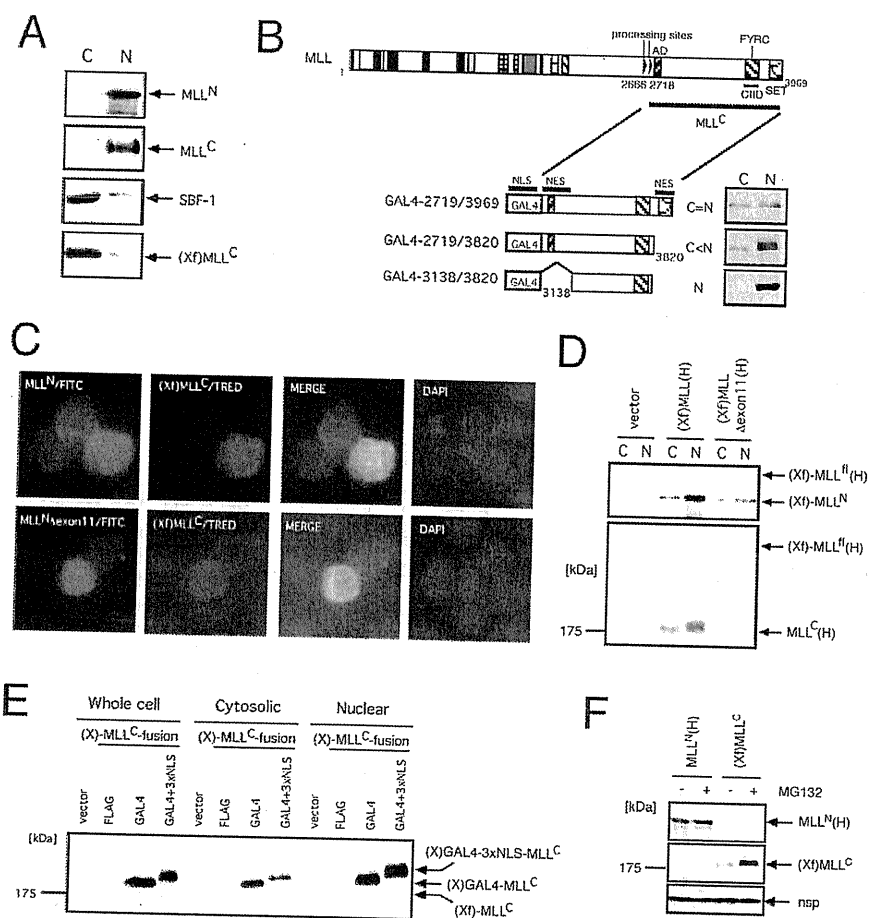 A
C N
MLL^N
MLL^C
SBF-1
(Xf)MLL^C
B
processing sites
MLL
AD
FYRC
1
2666 2718
CIID
SET
3969
MLL^C
NLS
NES
NES
C N
GAL4-2719/3969
GAL4
C=N
GAL4-2719/3820
GAL4
3820
C<N
GAL4-3138/3820
GAL4
3138
N
C
MLL^N/FITC
(Xf)MLL^C/TRED
MERGE
DAPI
MLL^NΔexon11/FITC
(Xf)MLL^C/TRED
MERGE
DAPI
D
vector
(Xf)MLL(H)
(Xf)MLL
Δexon11(H)
C N C N C N
(Xf)-MLL^fl(H)
(Xf)-MLL^N
(Xf)-MLL^fl(H)
[kDa]
175
MLL^C(H)
E
Whole cell
Cytosolic
Nuclear
(X)-MLL^C-fusion
(X)-MLL^C-fusion
(X)-MLL^C-fusion
vector
FLAG
GAL4
GAL4+3xNLS
vector
FLAG
GAL4
GAL4+3xNLS
vector
FLAG
GAL4
GAL4+3xNLS
[kDa]
175
(X)GAL4-3xNLS-MLL^C
(X)GAL4-MLL^C
(Xf)-MLL^C
F
MLL^N(H)
(Xf)MLL^C
- + - + MG132
[kDa]
MLL^N(H)
175
(Xf)MLL^C
nsp